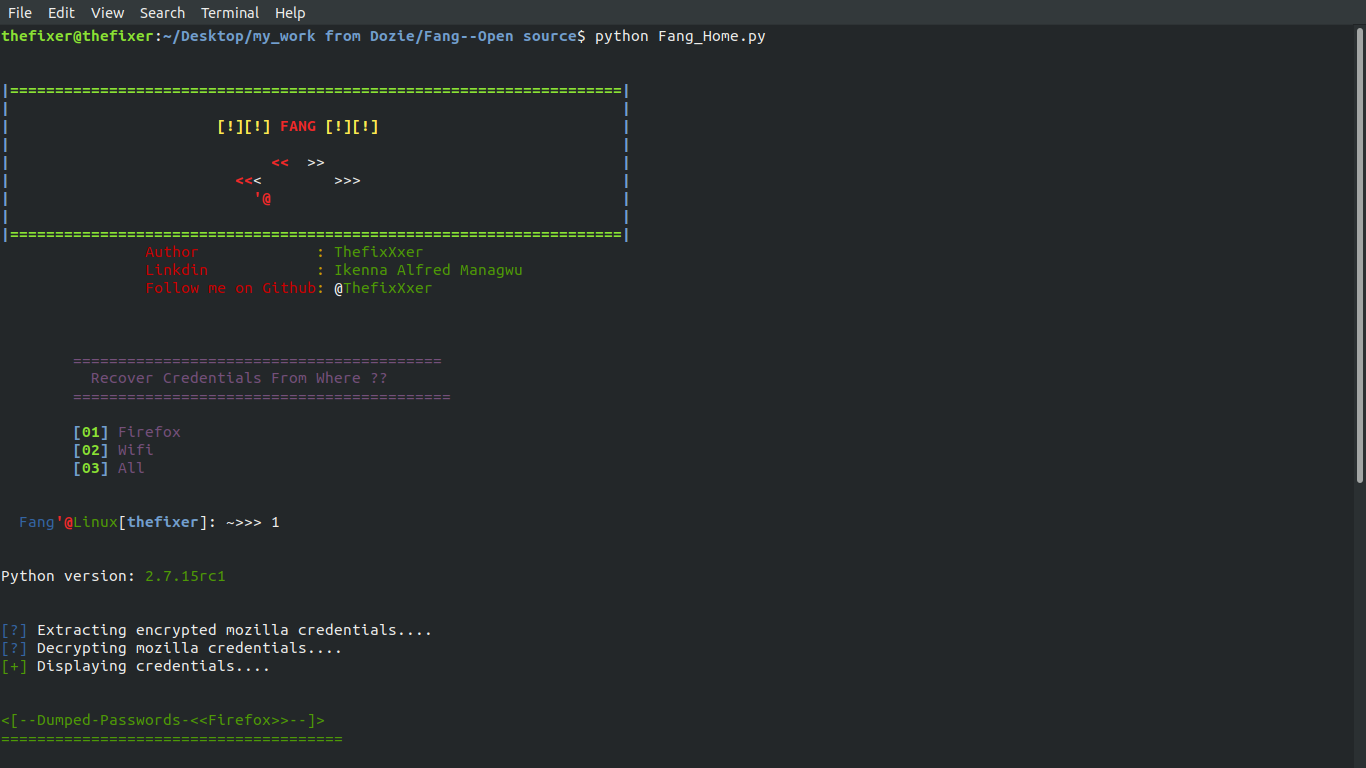 File Edit View Search Terminal Help
thefixer@thefixer:~/Desktop/my_work from Dozie/Fang--Open source$ python Fang_Home.py
|====================================================================|
| |
| [!][!] FANG [!][!] |
| |
| << >> |
| <<< >>> |
| '@ |
| |
|====================================================================|
Author : ThefixXxer
Linkdin : Ikenna Alfred Managwu
Follow me on Github: @ThefixXxer
=========================================
Recover Credentials From Where ??
==========================================
[01] Firefox
[02] Wifi
[03] All
Fang'@Linux[thefixer]: ~>>> 1
Python version: 2.7.15rc1
[?] Extracting encrypted mozilla credentials....
[?] Decrypting mozilla credentials....
[+] Displaying credentials....
<[--Dumped-Passwords-<<Firefox>>--]>
======================================